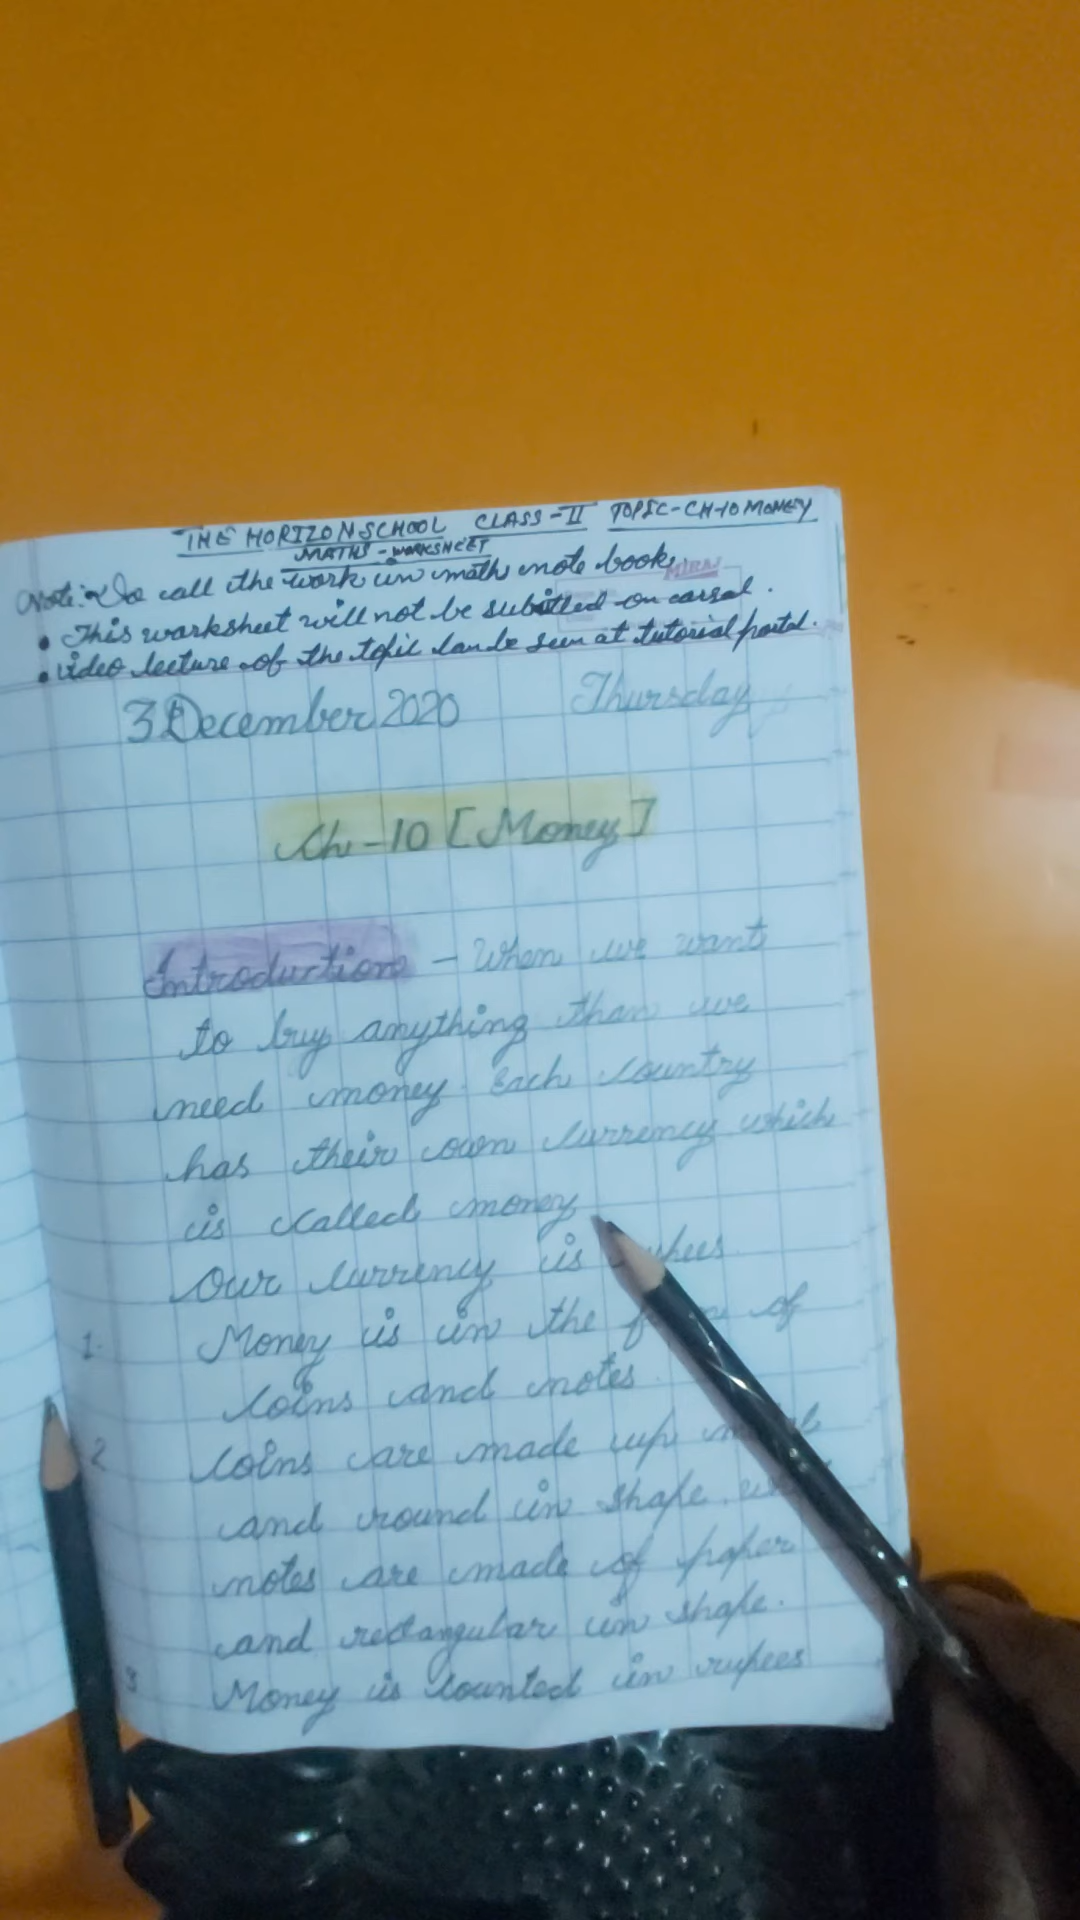 THE HORIZON SCHOOL CLASS-II TOPIC-CH-10 MONEY
MATHS-WORKSHEET
Note:- Do all the work in math note book
MIRAJ
• This warksheet will not be submitted on carsal.
• video lecture of the topic can be seen at tutorial portal.
3 December 2020 Thursday
Ch-10 [Money]
Introduction - When we want
to buy anything than we
need money. Each country
has their own currency which
is called money
Our currency is
1. Money is in the of
coins and notes.
2 Coins are made up
and round in shape.
notes are made of paper
and rectangular in shape.
3 Money is counted in rupees